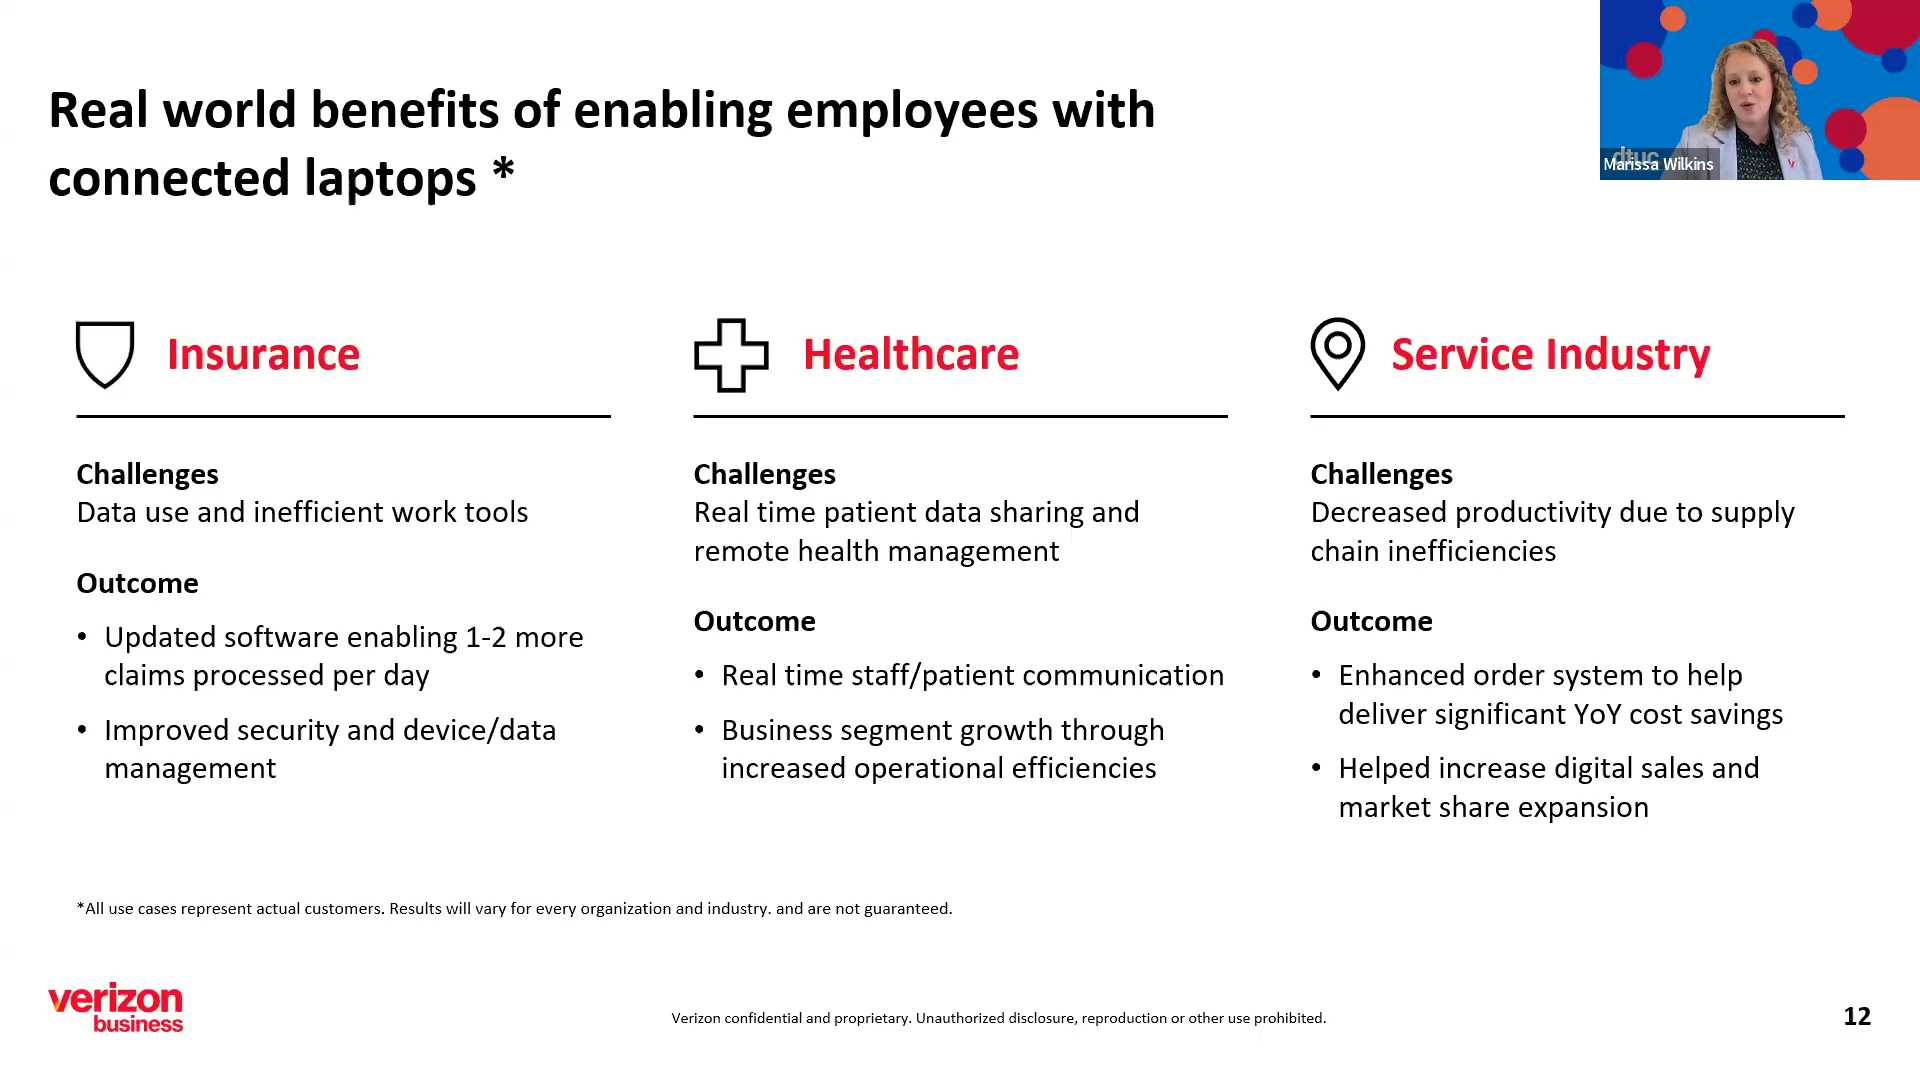 Real world benefits of enabling employees with
connected laptops *
dtuc
Marissa Wilkins
Insurance
Challenges
Data use and inefficient work tools
Outcome
• Updated software enabling 1-2 more
claims processed per day
• Improved security and device/data
management
Healthcare
Challenges
Real time patient data sharing and
remote health management
Outcome
• Real time staff/patient communication
• Business segment growth through
increased operational efficiencies
Service Industry
Challenges
Decreased productivity due to supply
chain inefficiencies
Outcome
• Enhanced order system to help
deliver significant YoY cost savings
• Helped increase digital sales and
market share expansion
*All use cases represent actual customers. Results will vary for every organization and industry. and are not guaranteed.
verizon
business
Verizon confidential and proprietary. Unauthorized disclosure, reproduction or other use prohibited.
12